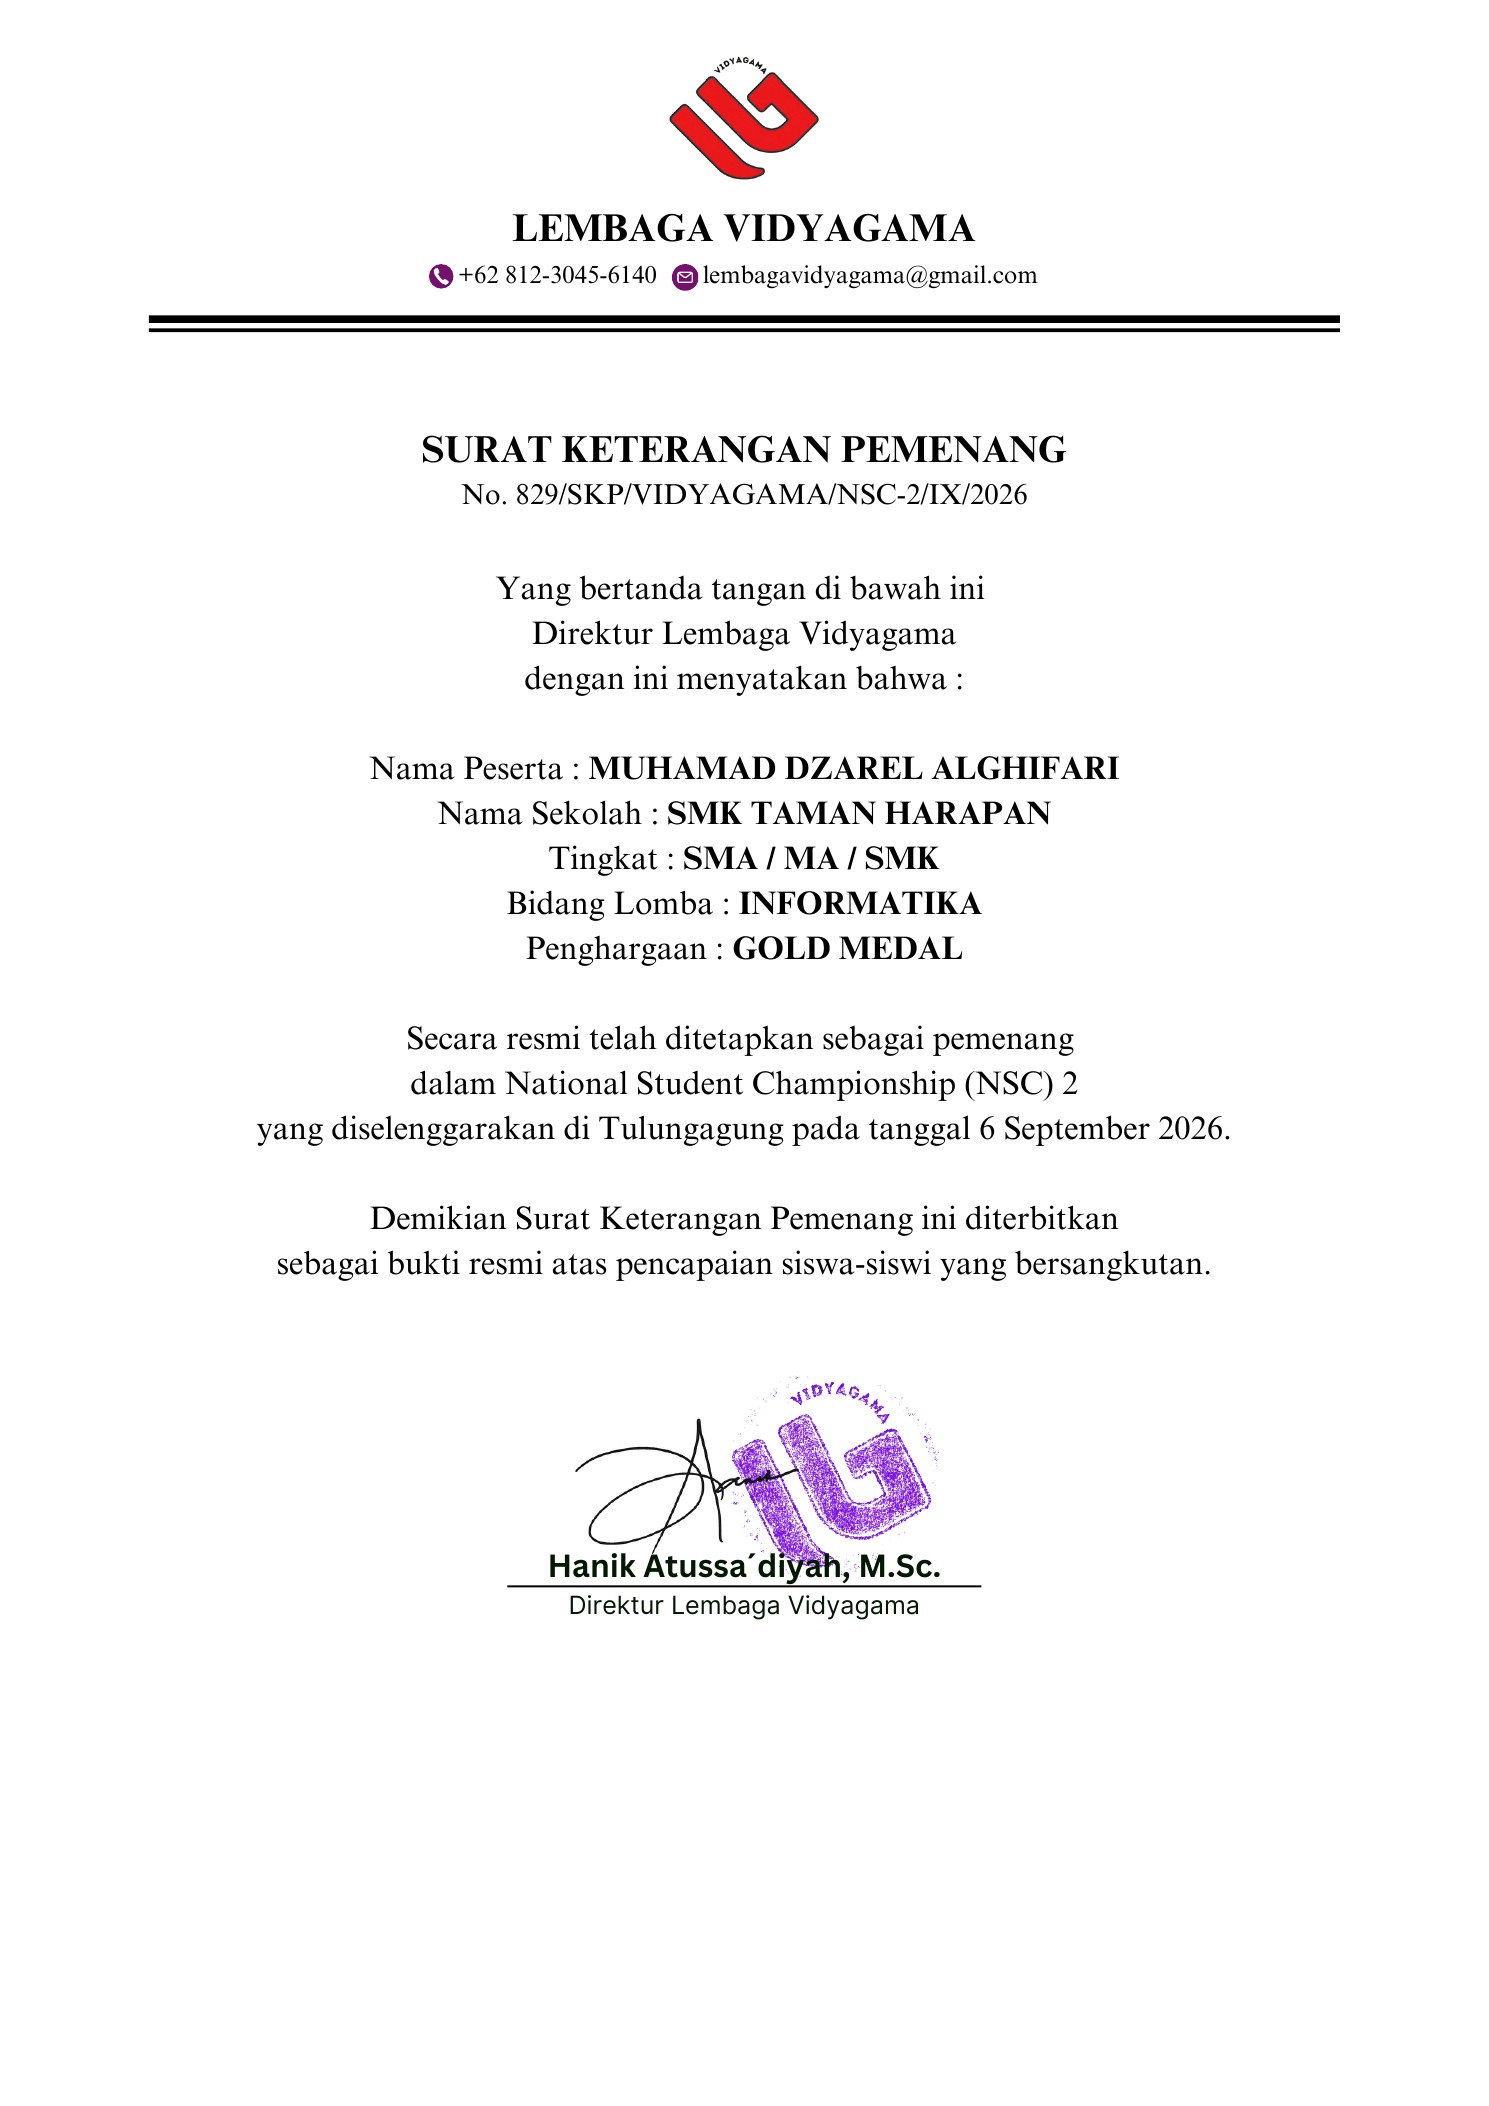 VIDYAGAMA
LEMBAGA VIDYAGAMA
+62 812-3045-6140 lembagavidyagama@gmail.com
SURAT KETERANGAN PEMENANG
No. 829/SKP/VIDYAGAMA/NSC-2/IX/2026
Yang bertanda tangan di bawah ini
Direktur Lembaga Vidyagama
dengan ini menyatakan bahwa :
Nama Peserta : MUHAMAD DZAREL ALGHIFARI
Nama Sekolah : SMK TAMAN HARAPAN
Tingkat : SMA / MA / SMK
Bidang Lomba : INFORMATIKA
Penghargaan : GOLD MEDAL
Secara resmi telah ditetapkan sebagai pemenang
dalam National Student Championship (NSC) 2
yang diselenggarakan di Tulungagung pada tanggal 6 September 2026.
Demikian Surat Keterangan Pemenang ini diterbitkan
sebagai bukti resmi atas pencapaian siswa-siswi yang bersangkutan.
VIDYAGAMA
Hanik Atussa´diyah, M.Sc.
Direktur Lembaga Vidyagama